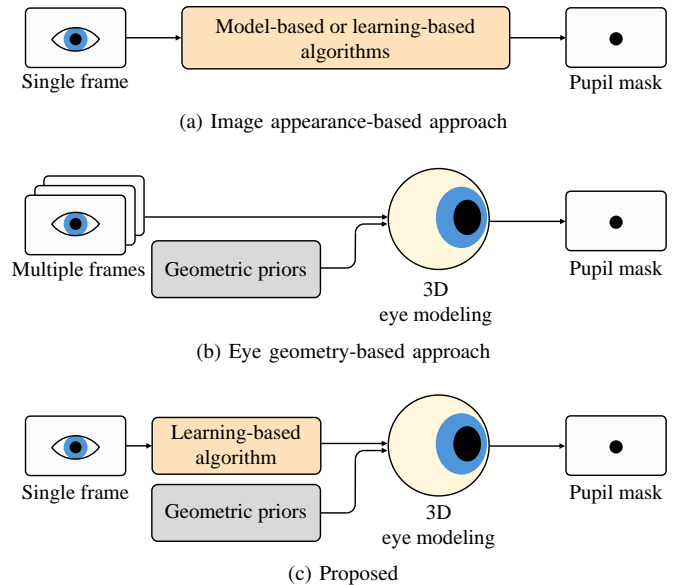 Model-based or learning-based
algorithms
Single frame
Pupil mask
(a) Image appearance-based approach
Multiple frames
Geometric priors
3D
eye modeling
Pupil mask
(b) Eye geometry-based approach
Learning-based
algorithm
Single frame
Geometric priors
3D
eye modeling
Pupil mask
(c) Proposed